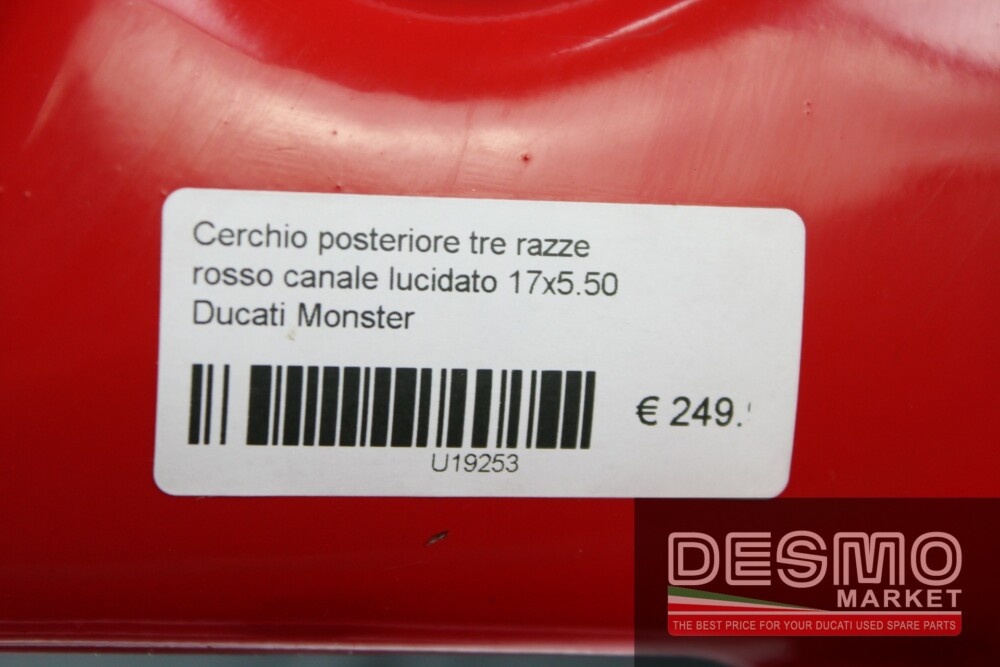 Cerchio posteriore tre razze
rosso canale lucidato 17x5.50
Ducati Monster
€ 249.
U19253
DESMO
MARKET
THE BEST PRICE FOR YOUR DUCATI USED SPARE PARTS